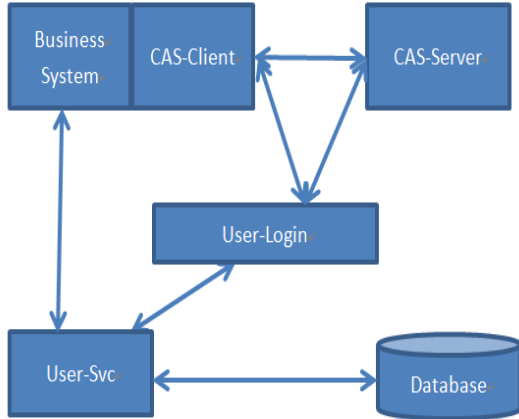 Business
System
CAS-Client
CAS-Server
User-Login
User-Svc
Database